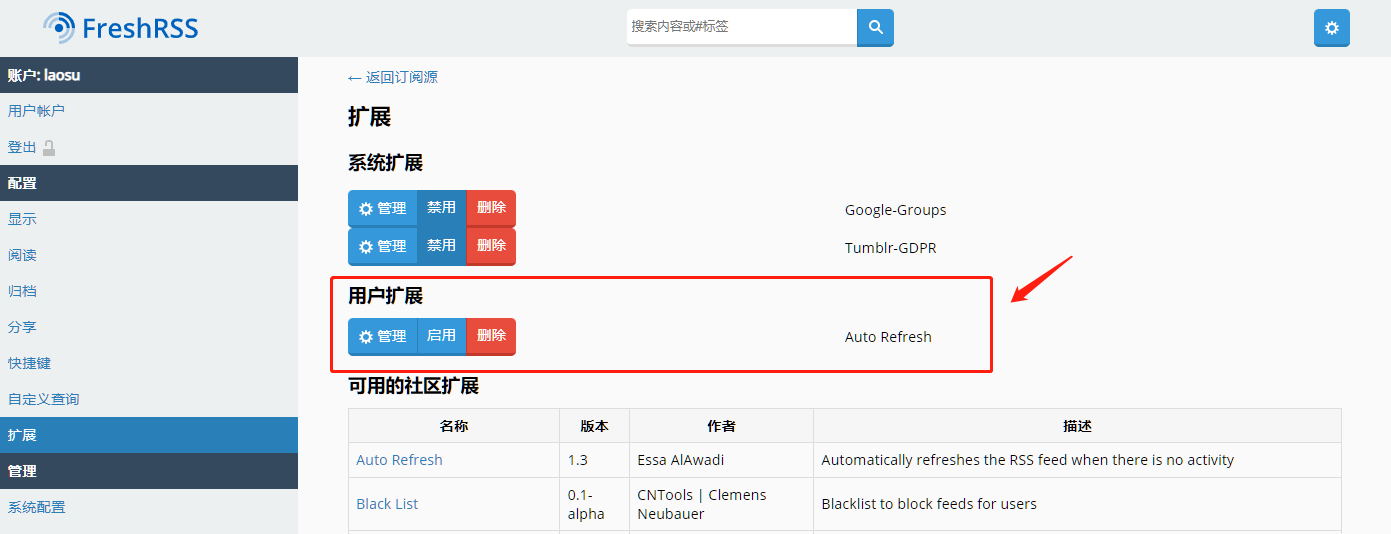 FreshRSS
搜索内容或#标签
账户: laosu
用户帐户
登出
配置
显示
阅读
归档
分享
快捷键
自定义查询
扩展
管理
系统配置
← 返回订阅源
扩展
系统扩展
管理 禁用 删除 Google-Groups
管理 禁用 删除 Tumblr-GDPR
用户扩展
管理 启用 删除 Auto Refresh
可用的社区扩展
名称 版本 作者 描述
Auto Refresh 1.3 Essa AlAwadi Automatically refreshes the RSS feed when there is no activity
Black List 0.1-alpha CNTools | Clemens Neubauer Blacklist to block feeds for users